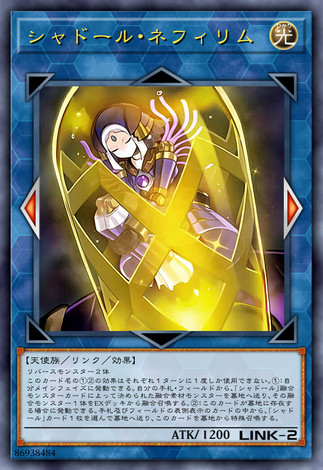 シャドール・ネフィリム
光
【天使族／リンク／効果】
リバースモンスター２体
このカード名の①②の効果はそれぞれ１ターンに１度しか使用できない。①：自
分メインフェイズに発動できる。自分の手札・フィールドから、「シャドール」融合
モンスターカードによって決められた融合素材モンスターを墓地へ送り、その融
合モンスター１体をEXデッキから融合召喚する。②：このカードが墓地に存在す
る場合に発動できる。手札及びフィールドの表側表示のカードの中から、「シャドール」
カード１枚を選んで墓地へ送り、このカードを墓地から特殊召喚する。
ATK/1200 LINK-2
86938484